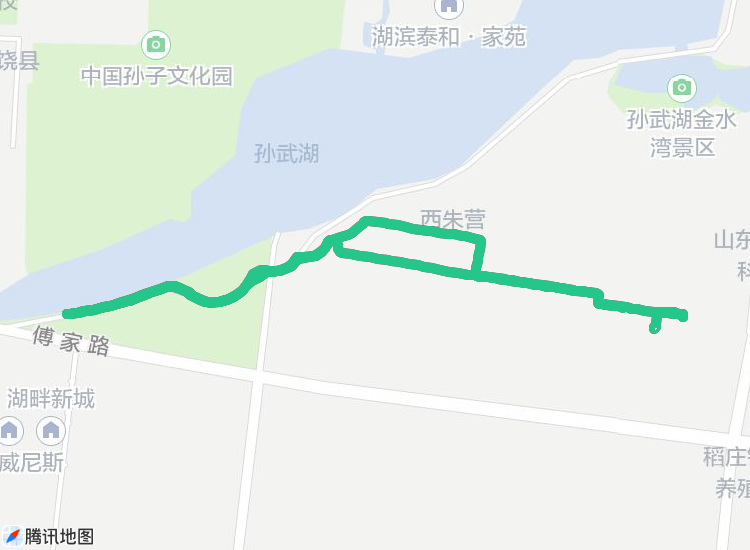 湖滨泰和·家苑
饶县
中国孙子文化园
孙武湖金水
湾景区
孙武湖
西朱营
山东
科
傅家路
湖畔新城
威尼斯
稻庄
养殖
腾讯地图